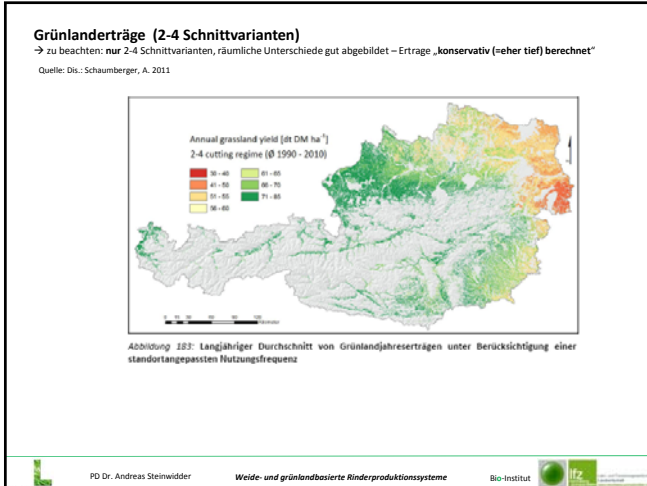 Grünlanderträge (2-4 Schnittvarianten)
→ zu beachten: nur 2-4 Schnittvarianten, räumliche Unterschiede gut abgebildet – Ertrage „konservativ (=eher tief) berechnet“
Quelle: Dis.: Schaumberger, A. 2011
Annual grassland yield [dt DM ha⁻¹]
2-4 cutting regime (Ø 1990 - 2010)
30 - 40 61 - 65
41 - 50 66 - 70
51 - 55 71 - 85
56 - 60
Abbildung 183: Langjähriger Durchschnitt von Grünlandjahreserträgen unter Berücksichtigung einer
standortangepassten Nutzungsfrequenz
PD Dr. Andreas Steinwidder Weide- und grünlandbasierte Rinderproduktionssysteme Bio-Institut
lfz